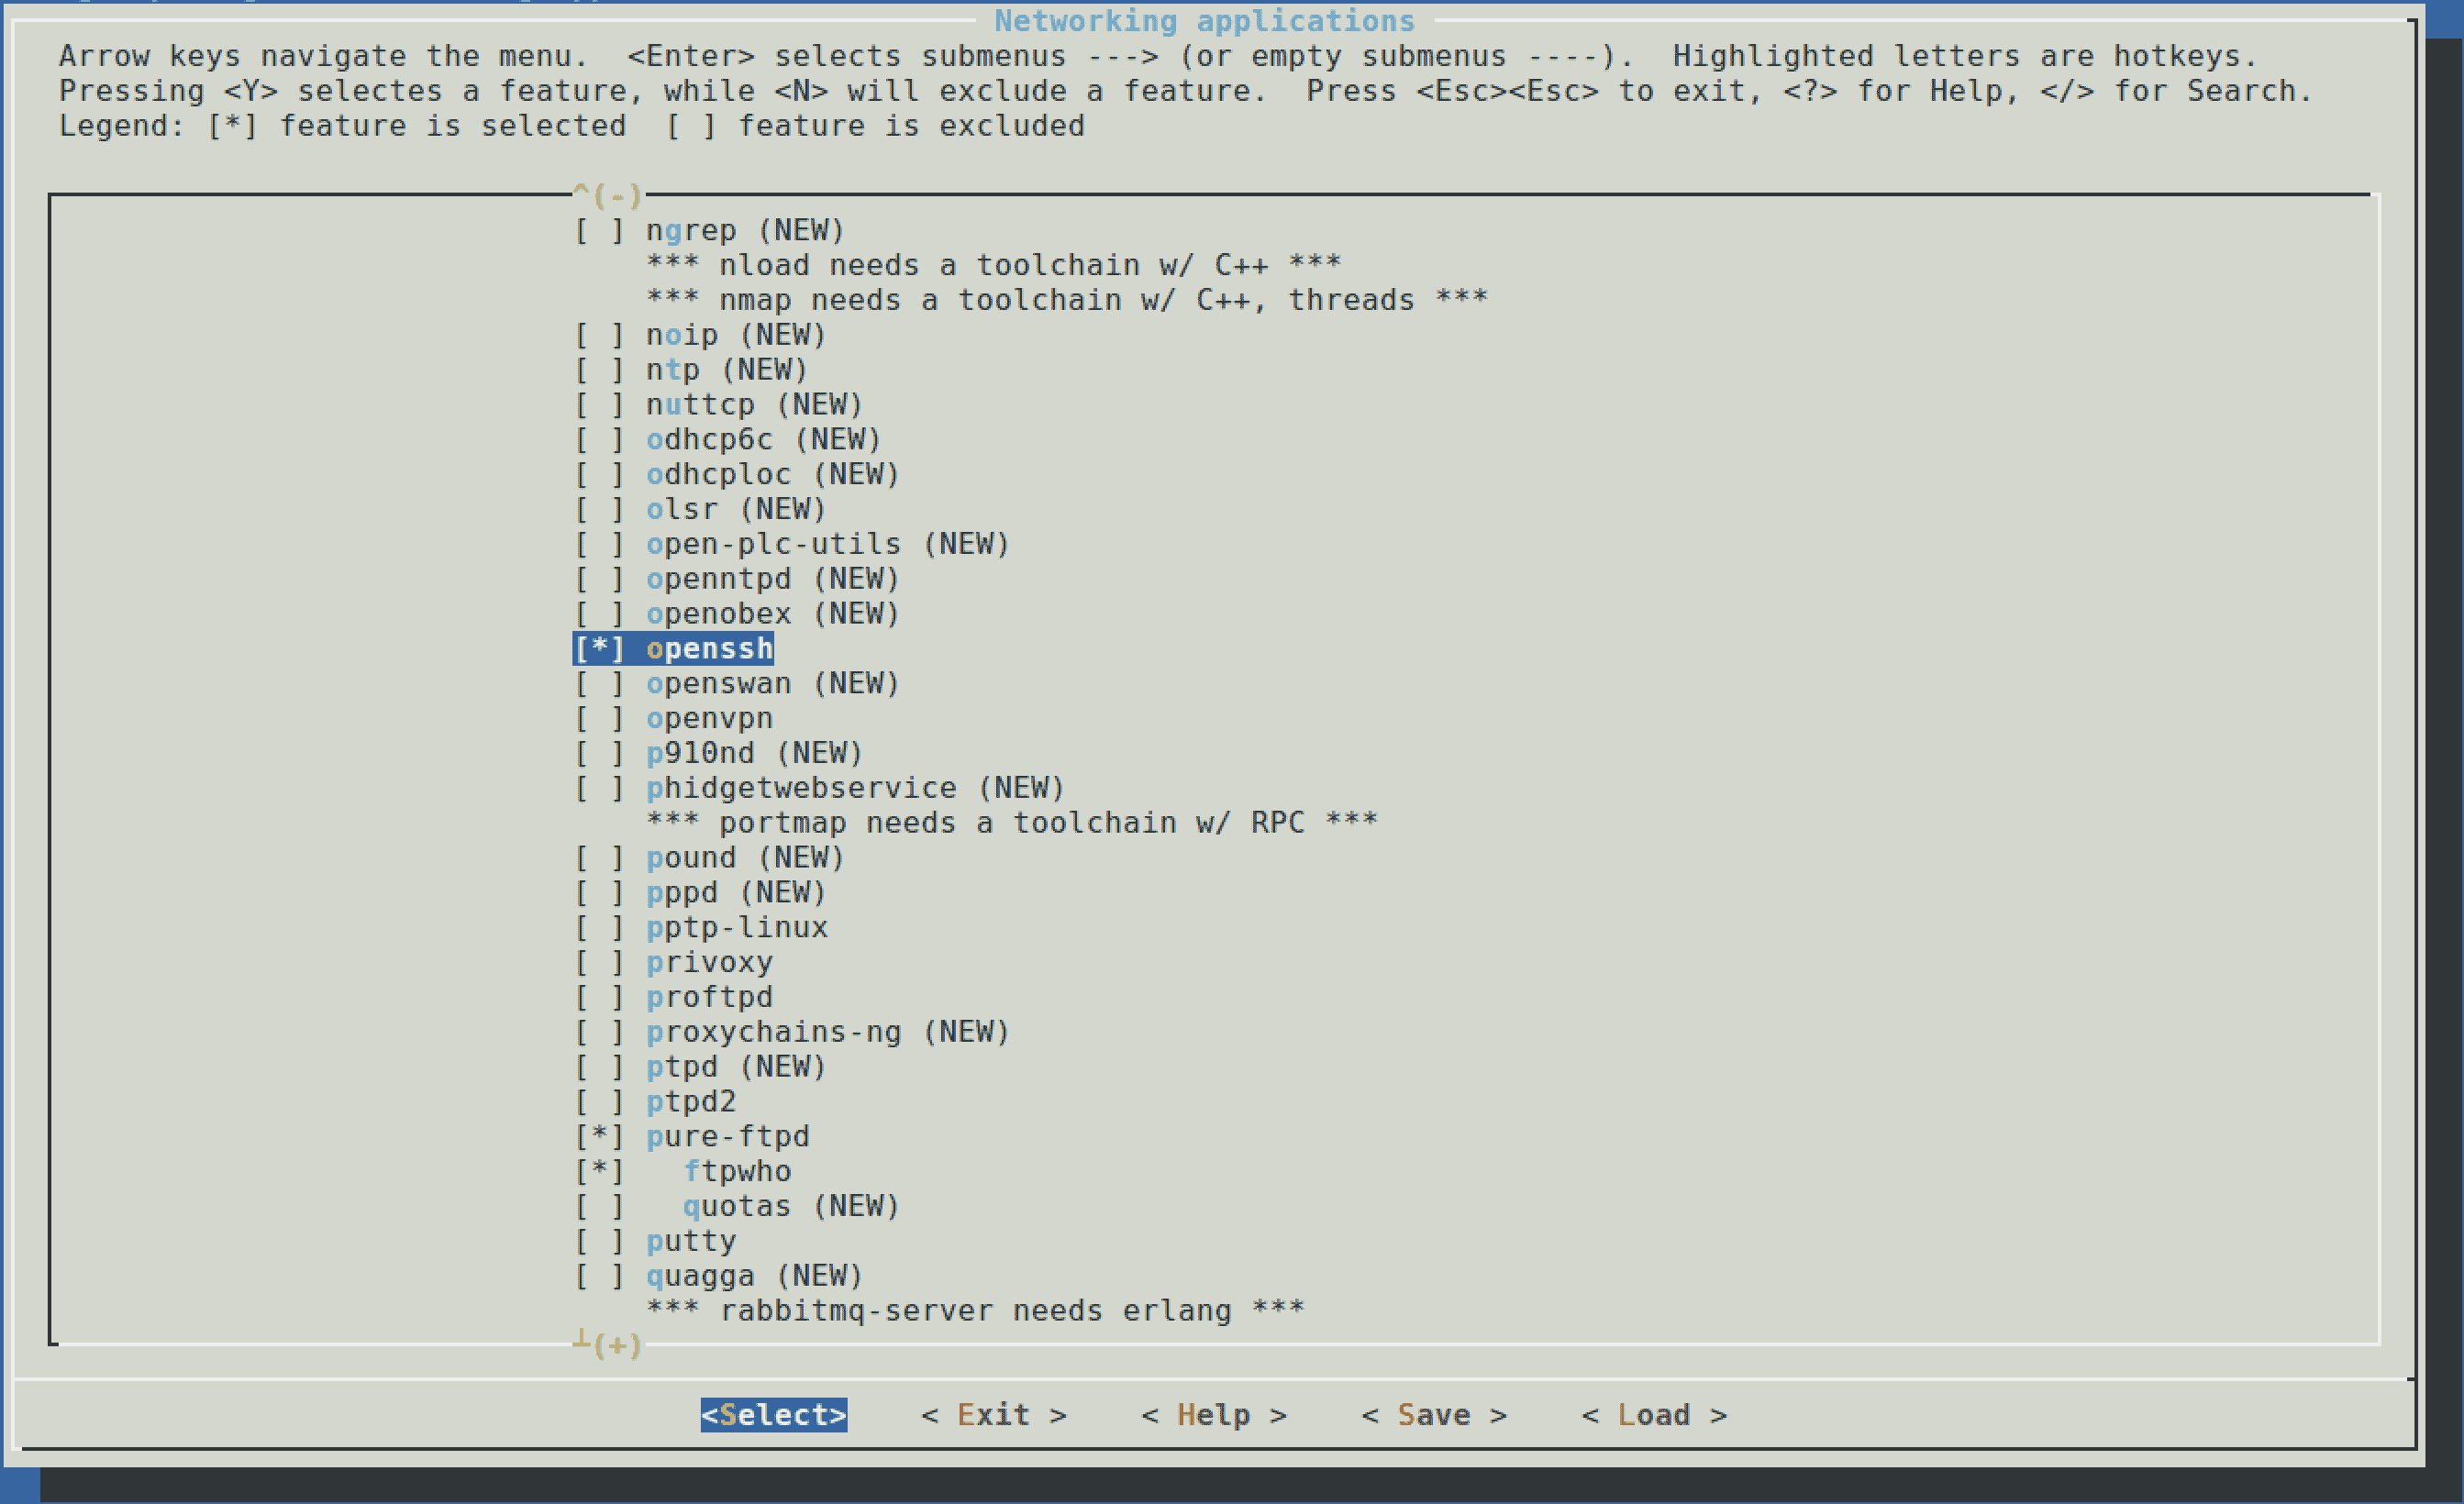 Networking applications
Arrow keys navigate the menu.  <Enter> selects submenus ---> (or empty submenus ----).  Highlighted letters are hotkeys.
Pressing <Y> selectes a feature, while <N> will exclude a feature.  Press <Esc><Esc> to exit, <?> for Help, </> for Search.
Legend: [*] feature is selected  [ ] feature is excluded
^(-)
[ ] ngrep (NEW)
*** nload needs a toolchain w/ C++ ***
*** nmap needs a toolchain w/ C++, threads ***
[ ] noip (NEW)
[ ] ntp (NEW)
[ ] nuttcp (NEW)
[ ] odhcp6c (NEW)
[ ] odhcploc (NEW)
[ ] olsr (NEW)
[ ] open-plc-utils (NEW)
[ ] openntpd (NEW)
[ ] openobex (NEW)
[*] openssh
[ ] openswan (NEW)
[ ] openvpn
[ ] p910nd (NEW)
[ ] phidgetwebservice (NEW)
*** portmap needs a toolchain w/ RPC ***
[ ] pound (NEW)
[ ] pppd (NEW)
[ ] pptp-linux
[ ] privoxy
[ ] proftpd
[ ] proxychains-ng (NEW)
[ ] ptpd (NEW)
[ ] ptpd2
[*] pure-ftpd
[*]   ftpwho
[ ]   quotas (NEW)
[ ] putty
[ ] quagga (NEW)
*** rabbitmq-server needs erlang ***
┴(+)
<Select>    < Exit >    < Help >    < Save >    < Load >